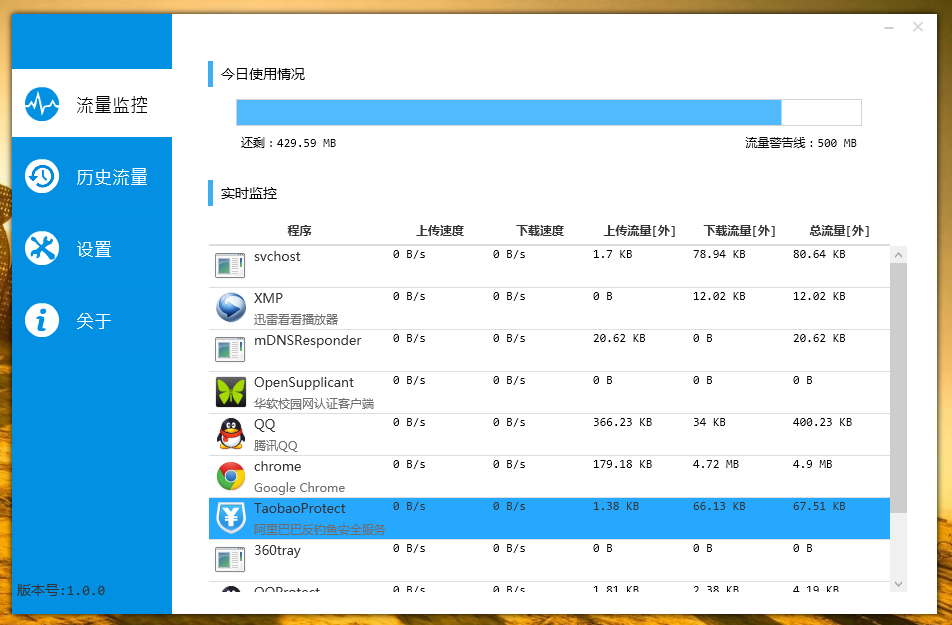 今日使用情况
还剩：429.59 MB 流量警告线：500 MB
流量监控
历史流量
设置
关于
版本号:1.0.0
实时监控
程序 上传速度 下载速度 上传流量[外] 下载流量[外] 总流量[外]
svchost 0 B/s 0 B/s 1.7 KB 78.94 KB 80.64 KB
XMP 0 B/s 0 B/s 0 B 12.02 KB 12.02 KB
迅雷看看播放器
mDNSResponder 0 B/s 0 B/s 20.62 KB 0 B 20.62 KB
OpenSupplicant 0 B/s 0 B/s 0 B 0 B 0 B
华软校园网认证客户端
QQ 0 B/s 0 B/s 366.23 KB 34 KB 400.23 KB
腾讯QQ
chrome 0 B/s 0 B/s 179.18 KB 4.72 MB 4.9 MB
Google Chrome
TaobaoProtect 0 B/s 0 B/s 1.38 KB 66.13 KB 67.51 KB
阿里巴巴反钓鱼安全服务
360tray 0 B/s 0 B/s 0 B 0 B 0 B
QQProtect 0 B/s 0 B/s 1.81 KB 2.38 KB 4.19 KB